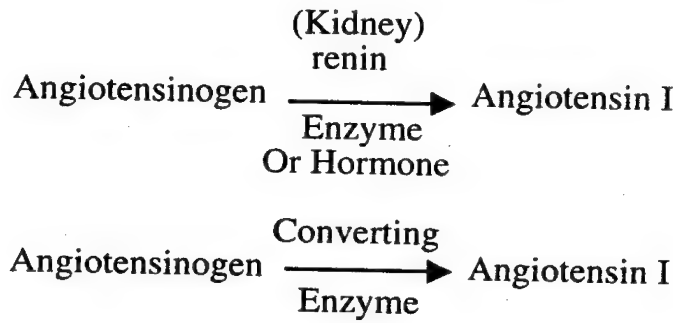 (Kidney)
renin
Angiotensinogen Angiotensin I
Enzyme
Or Hormone
Converting
Angiotensinogen Angiotensin I
Enzyme